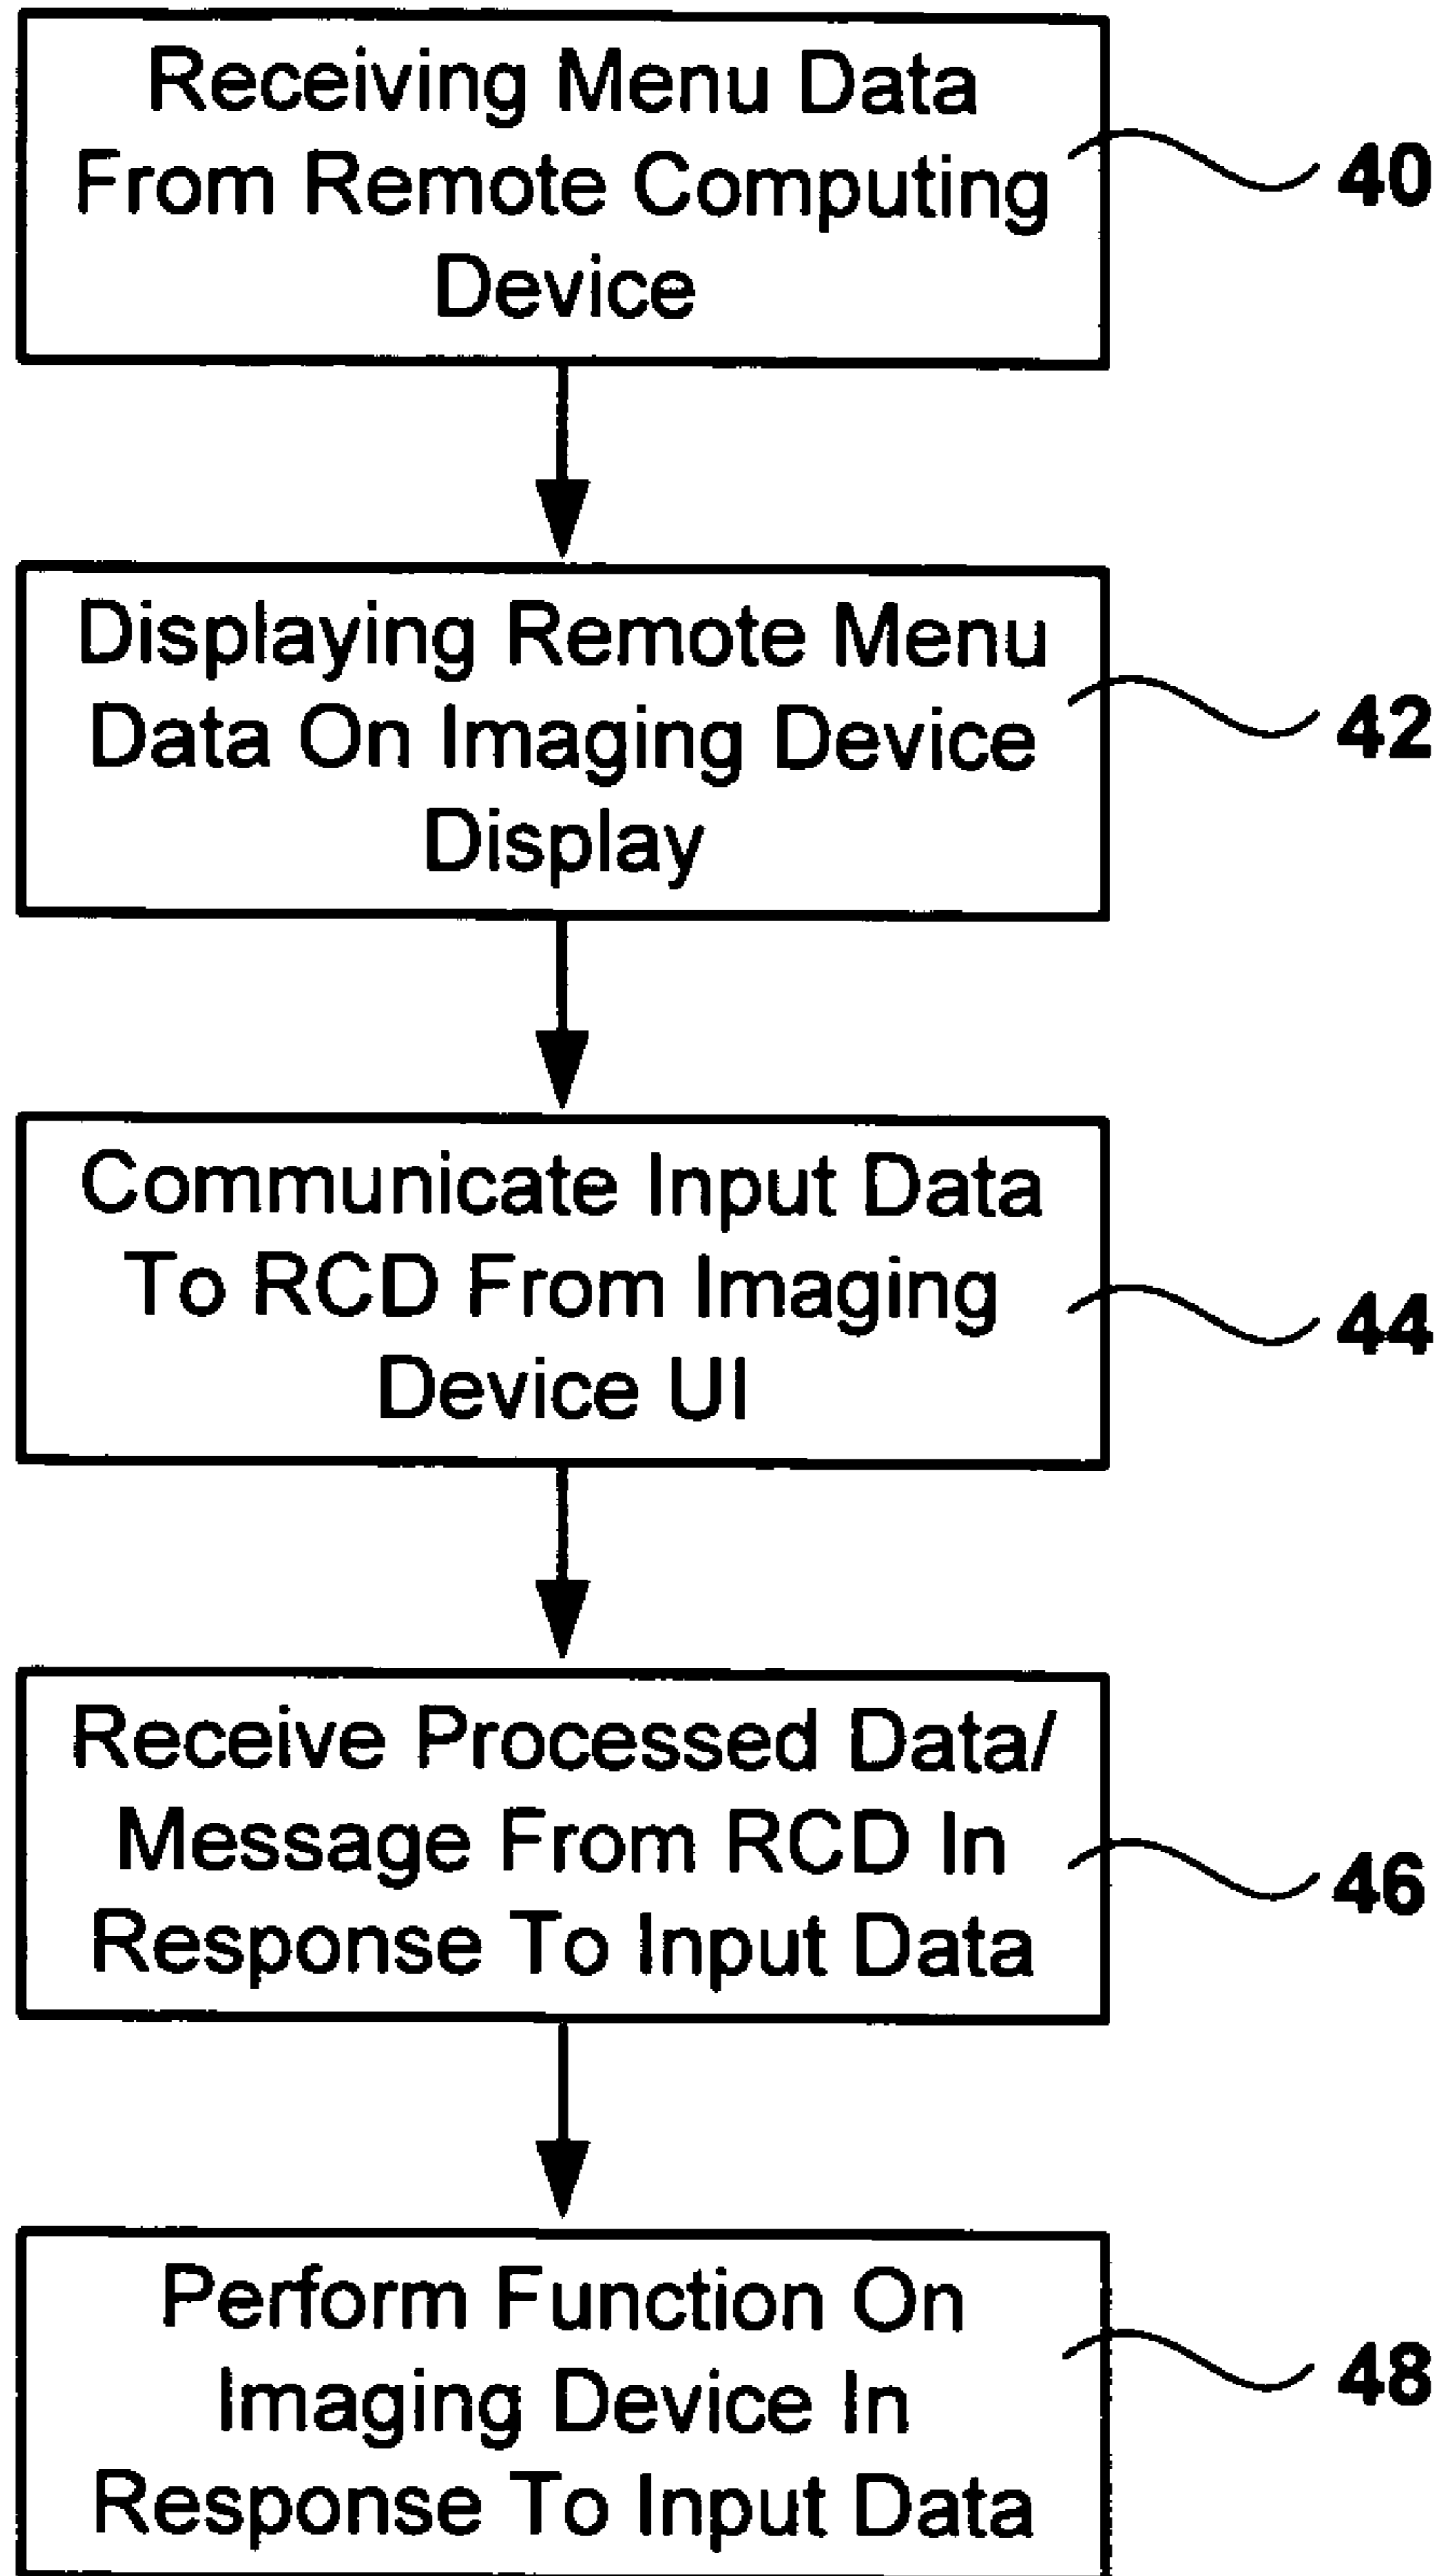 Receiving Menu Data
From Remote Computing
Device
40
Displaying Remote Menu
Data On Imaging Device
Display
42
Communicate Input Data
To RCD From Imaging
Device UI
44
Receive Processed Data/
Message From RCD In
Response To Input Data
46
Perform Function On
Imaging Device In
Response To Input Data
48